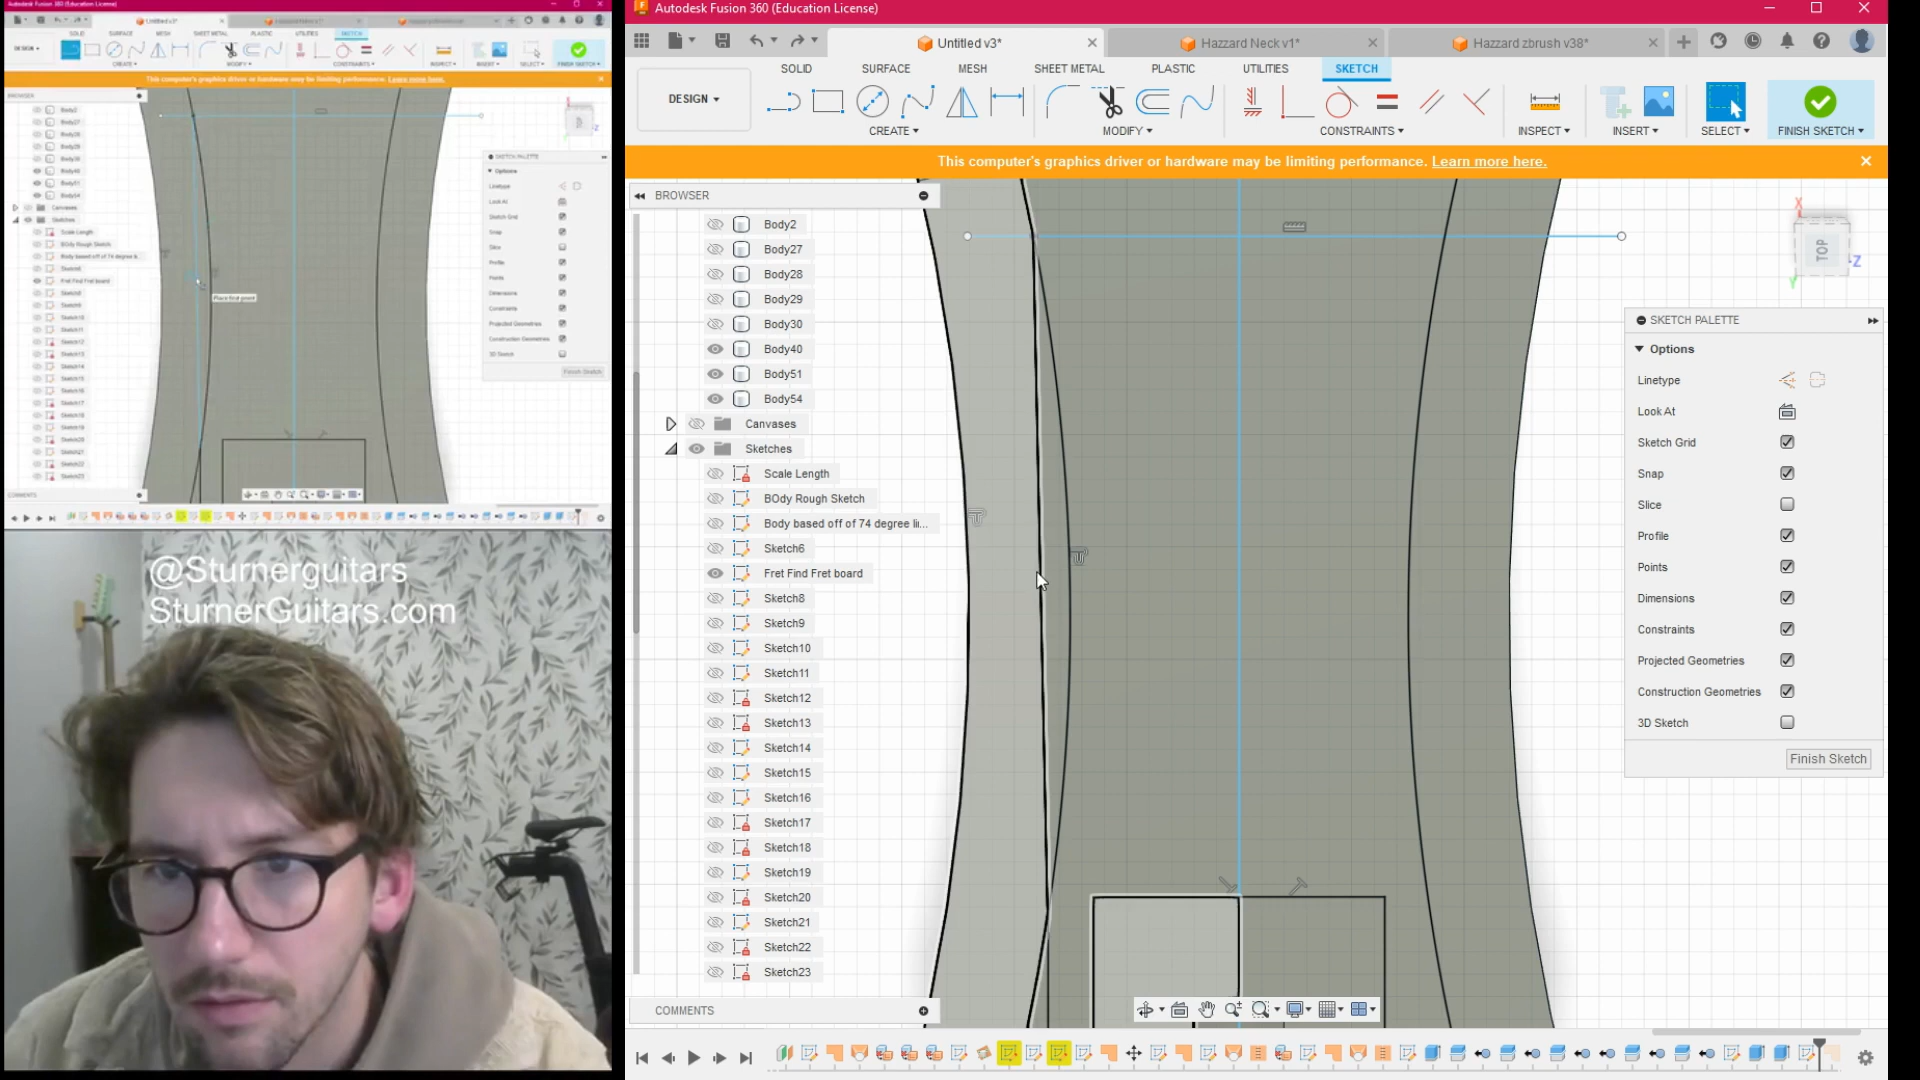 Autodesk Fusion 360 (Education License)
Untitled v3*
Hazzard Neck v1*
Hazzard zbrush v38*
SOLID
SURFACE
MESH
SHEET METAL
PLASTIC
UTILITIES
SKETCH
DESIGN
CREATE
MODIFY
CONSTRAINTS
INSPECT
INSERT
SELECT
FINISH SKETCH
This computer's graphics driver or hardware may be limiting performance. Learn more here.
BROWSER
Body2
Body27
Body28
Body29
Body30
Body40
Body51
Body54
Canvases
Sketches
Scale Length
BOdy Rough Sketch
Body based off of 74 degree li...
Sketch6
Fret Find Fret board
Sketch8
Sketch9
Sketch10
Sketch11
Sketch12
Sketch13
Sketch14
Sketch15
Sketch16
Sketch17
Sketch18
Sketch19
Sketch20
Sketch21
Sketch22
Sketch23
COMMENTS
TOP
X
Z
Y
SKETCH PALETTE
Options
Linetype
Look At
Sketch Grid
Snap
Slice
Profile
Points
Dimensions
Constraints
Projected Geometries
Construction Geometries
3D Sketch
Finish Sketch
@Sturnerguitars
SturnerGuitars.com